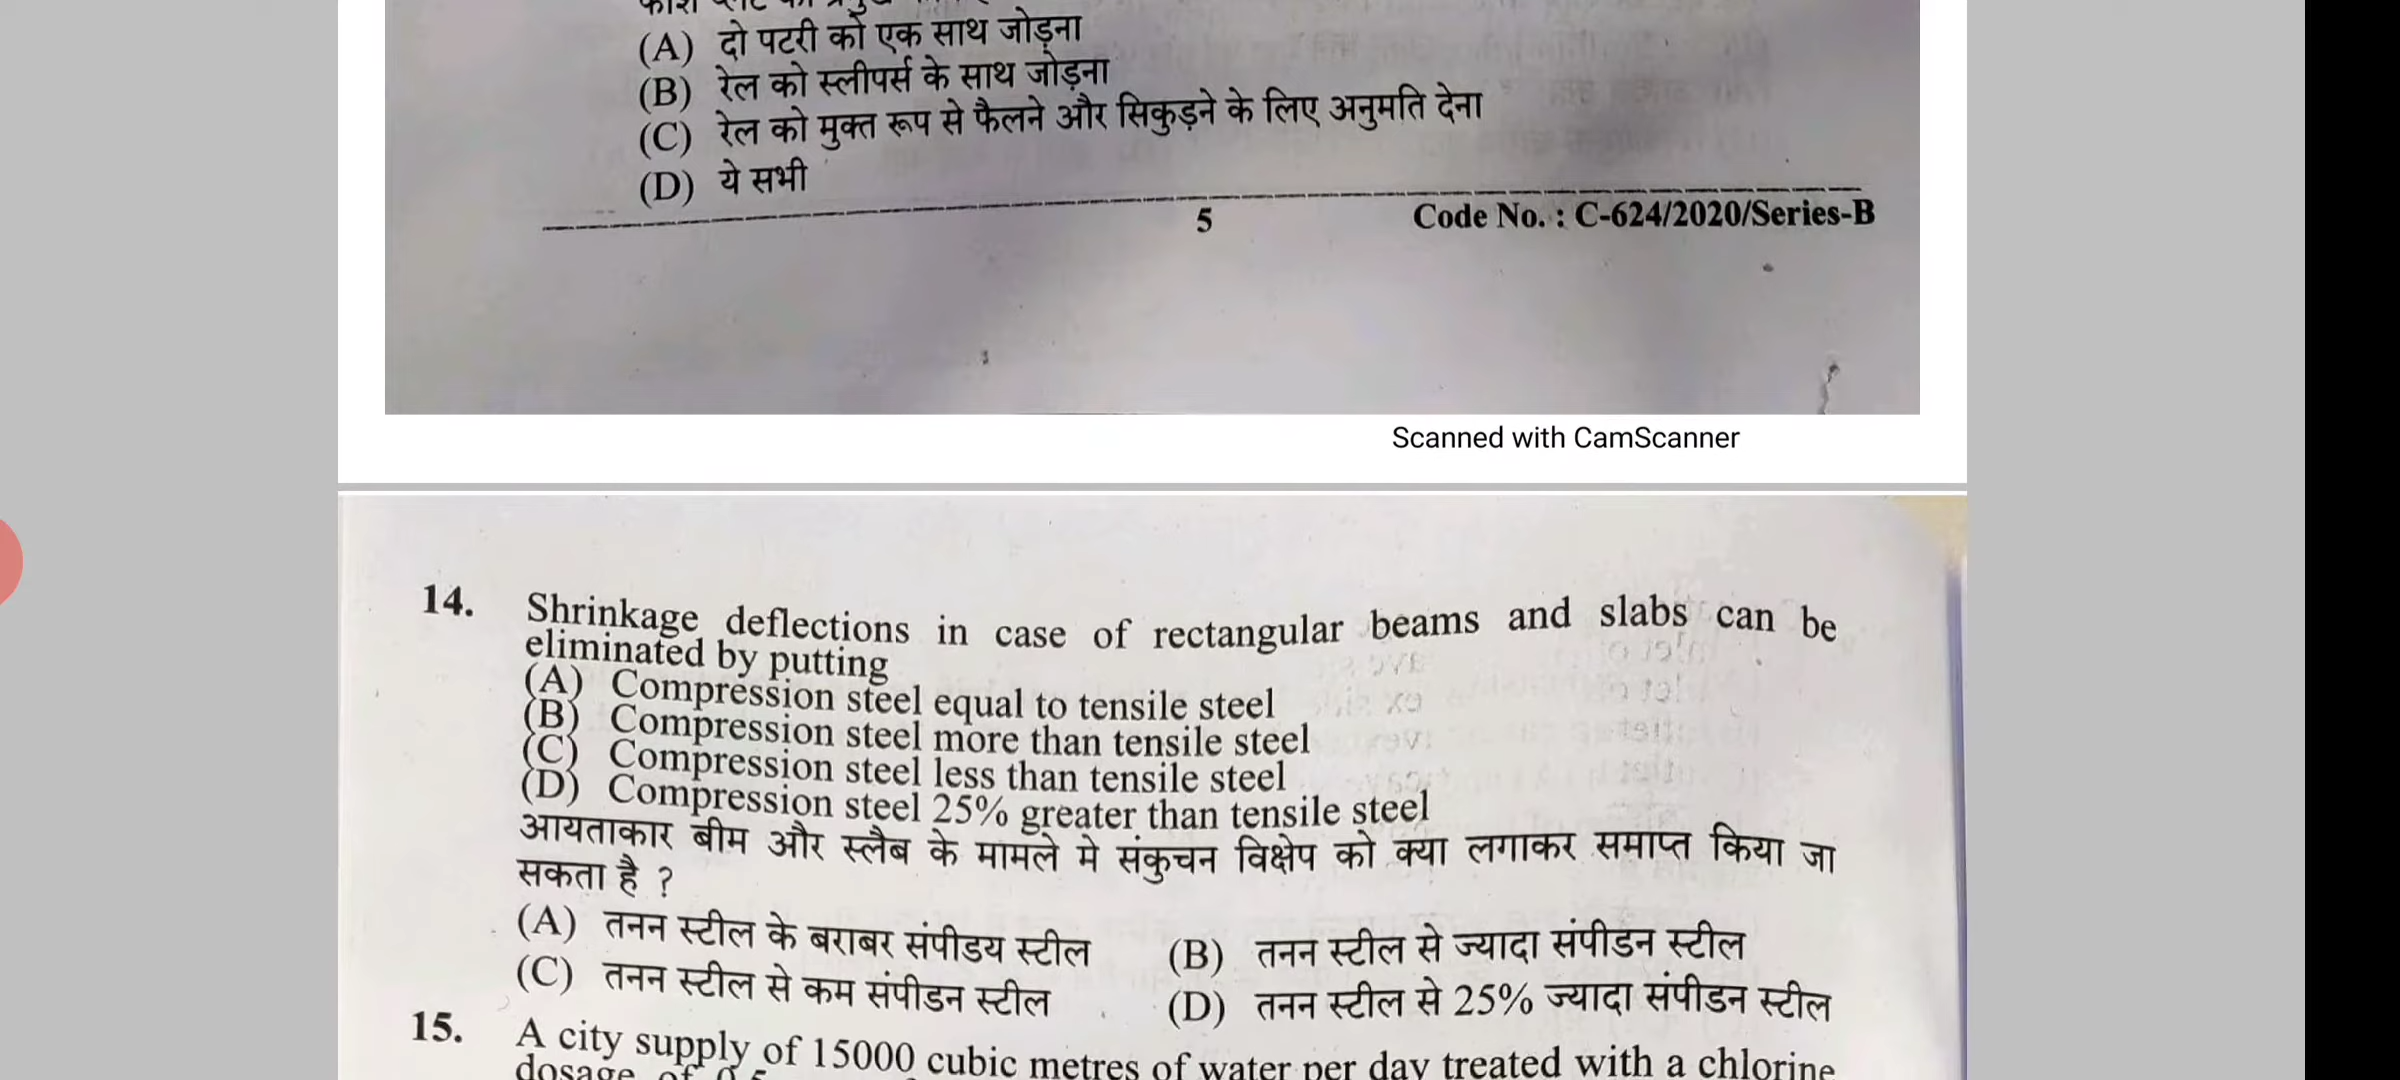 (A) दो पटरी को एक साथ जोड़ना
(B) रेल को स्लीपर्स के साथ जोड़ना
(C) रेल को मुक्त रूप से फैलने और सिकुड़ने के लिए अनुमति देना
(D) ये सभी
5 Code No. : C-624/2020/Series-B
Scanned with CamScanner
14. Shrinkage deflections in case of rectangular beams and slabs can be
eliminated by putting
(A) Compression steel equal to tensile steel
(B) Compression steel more than tensile steel
(C) Compression steel less than tensile steel
(D) Compression steel 25% greater than tensile steel
आयताकार बीम और स्लैब के मामले मे संकुचन विक्षेप को क्या लगाकर समाप्त किया जा
सकता है ?
(A) तनन स्टील के बराबर संपीडय स्टील (B) तनन स्टील से ज्यादा संपीडन स्टील
(C) तनन स्टील से कम संपीडन स्टील (D) तनन स्टील से 25% ज्यादा संपीडन स्टील
15. A city supply of 15000 cubic metres of water per day treated with a chlorine
dosage of